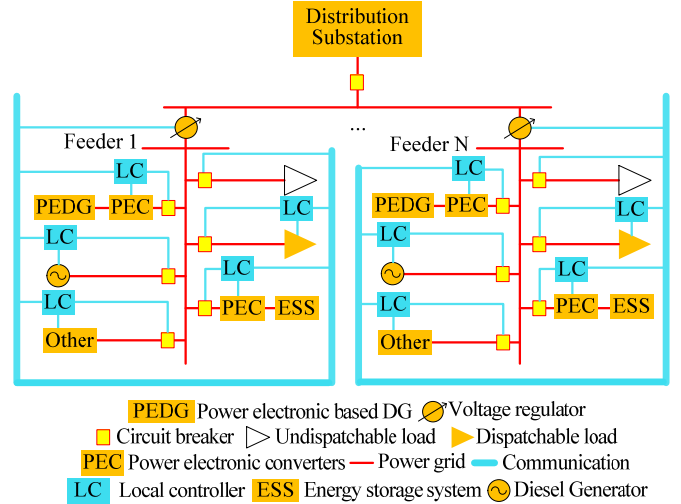 Distribution
Substation
...
Feeder 1
Feeder N
LC
LC
PEDG
PEC
LC
PEDG
PEC
LC
LC
LC
LC
LC
LC
PEC
ESS
PEC
ESS
LC
LC
Other
Other
PEDG Power electronic based DG Voltage regulator
Circuit breaker Undispatchable load Dispatchable load
PEC Power electronic converters Power grid Communication
LC Local controller ESS Energy storage system Diesel Generator